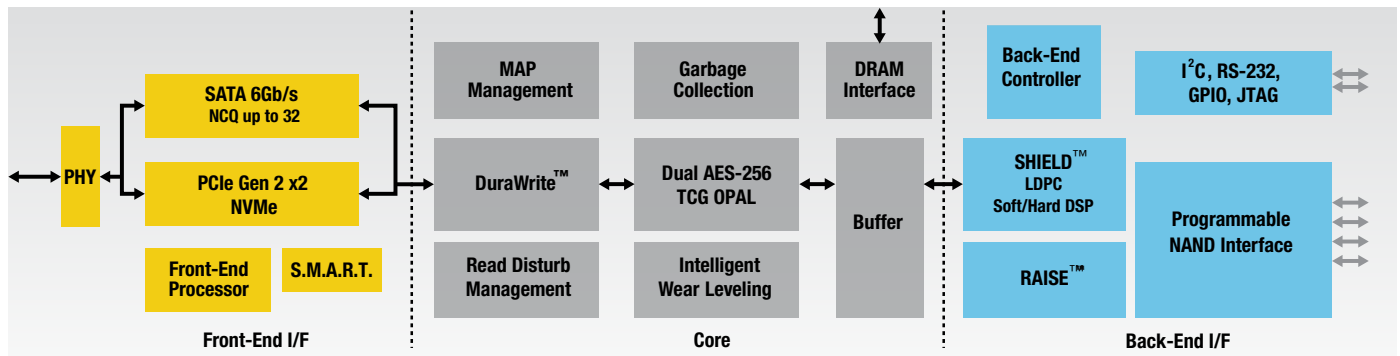 PHY
SATA 6Gb/s
NCQ up to 32
PCIe Gen 2 x2
NVMe
Front-End
Processor
S.M.A.R.T.
Front-End I/F
MAP
Management
Garbage
Collection
DRAM
Interface
DuraWrite™
Dual AES-256
TCG OPAL
Buffer
Read Disturb
Management
Intelligent
Wear Leveling
Core
Back-End
Controller
I²C, RS-232,
GPIO, JTAG
SHIELD™
LDPC
Soft/Hard DSP
Programmable
NAND Interface
RAISE™
Back-End I/F